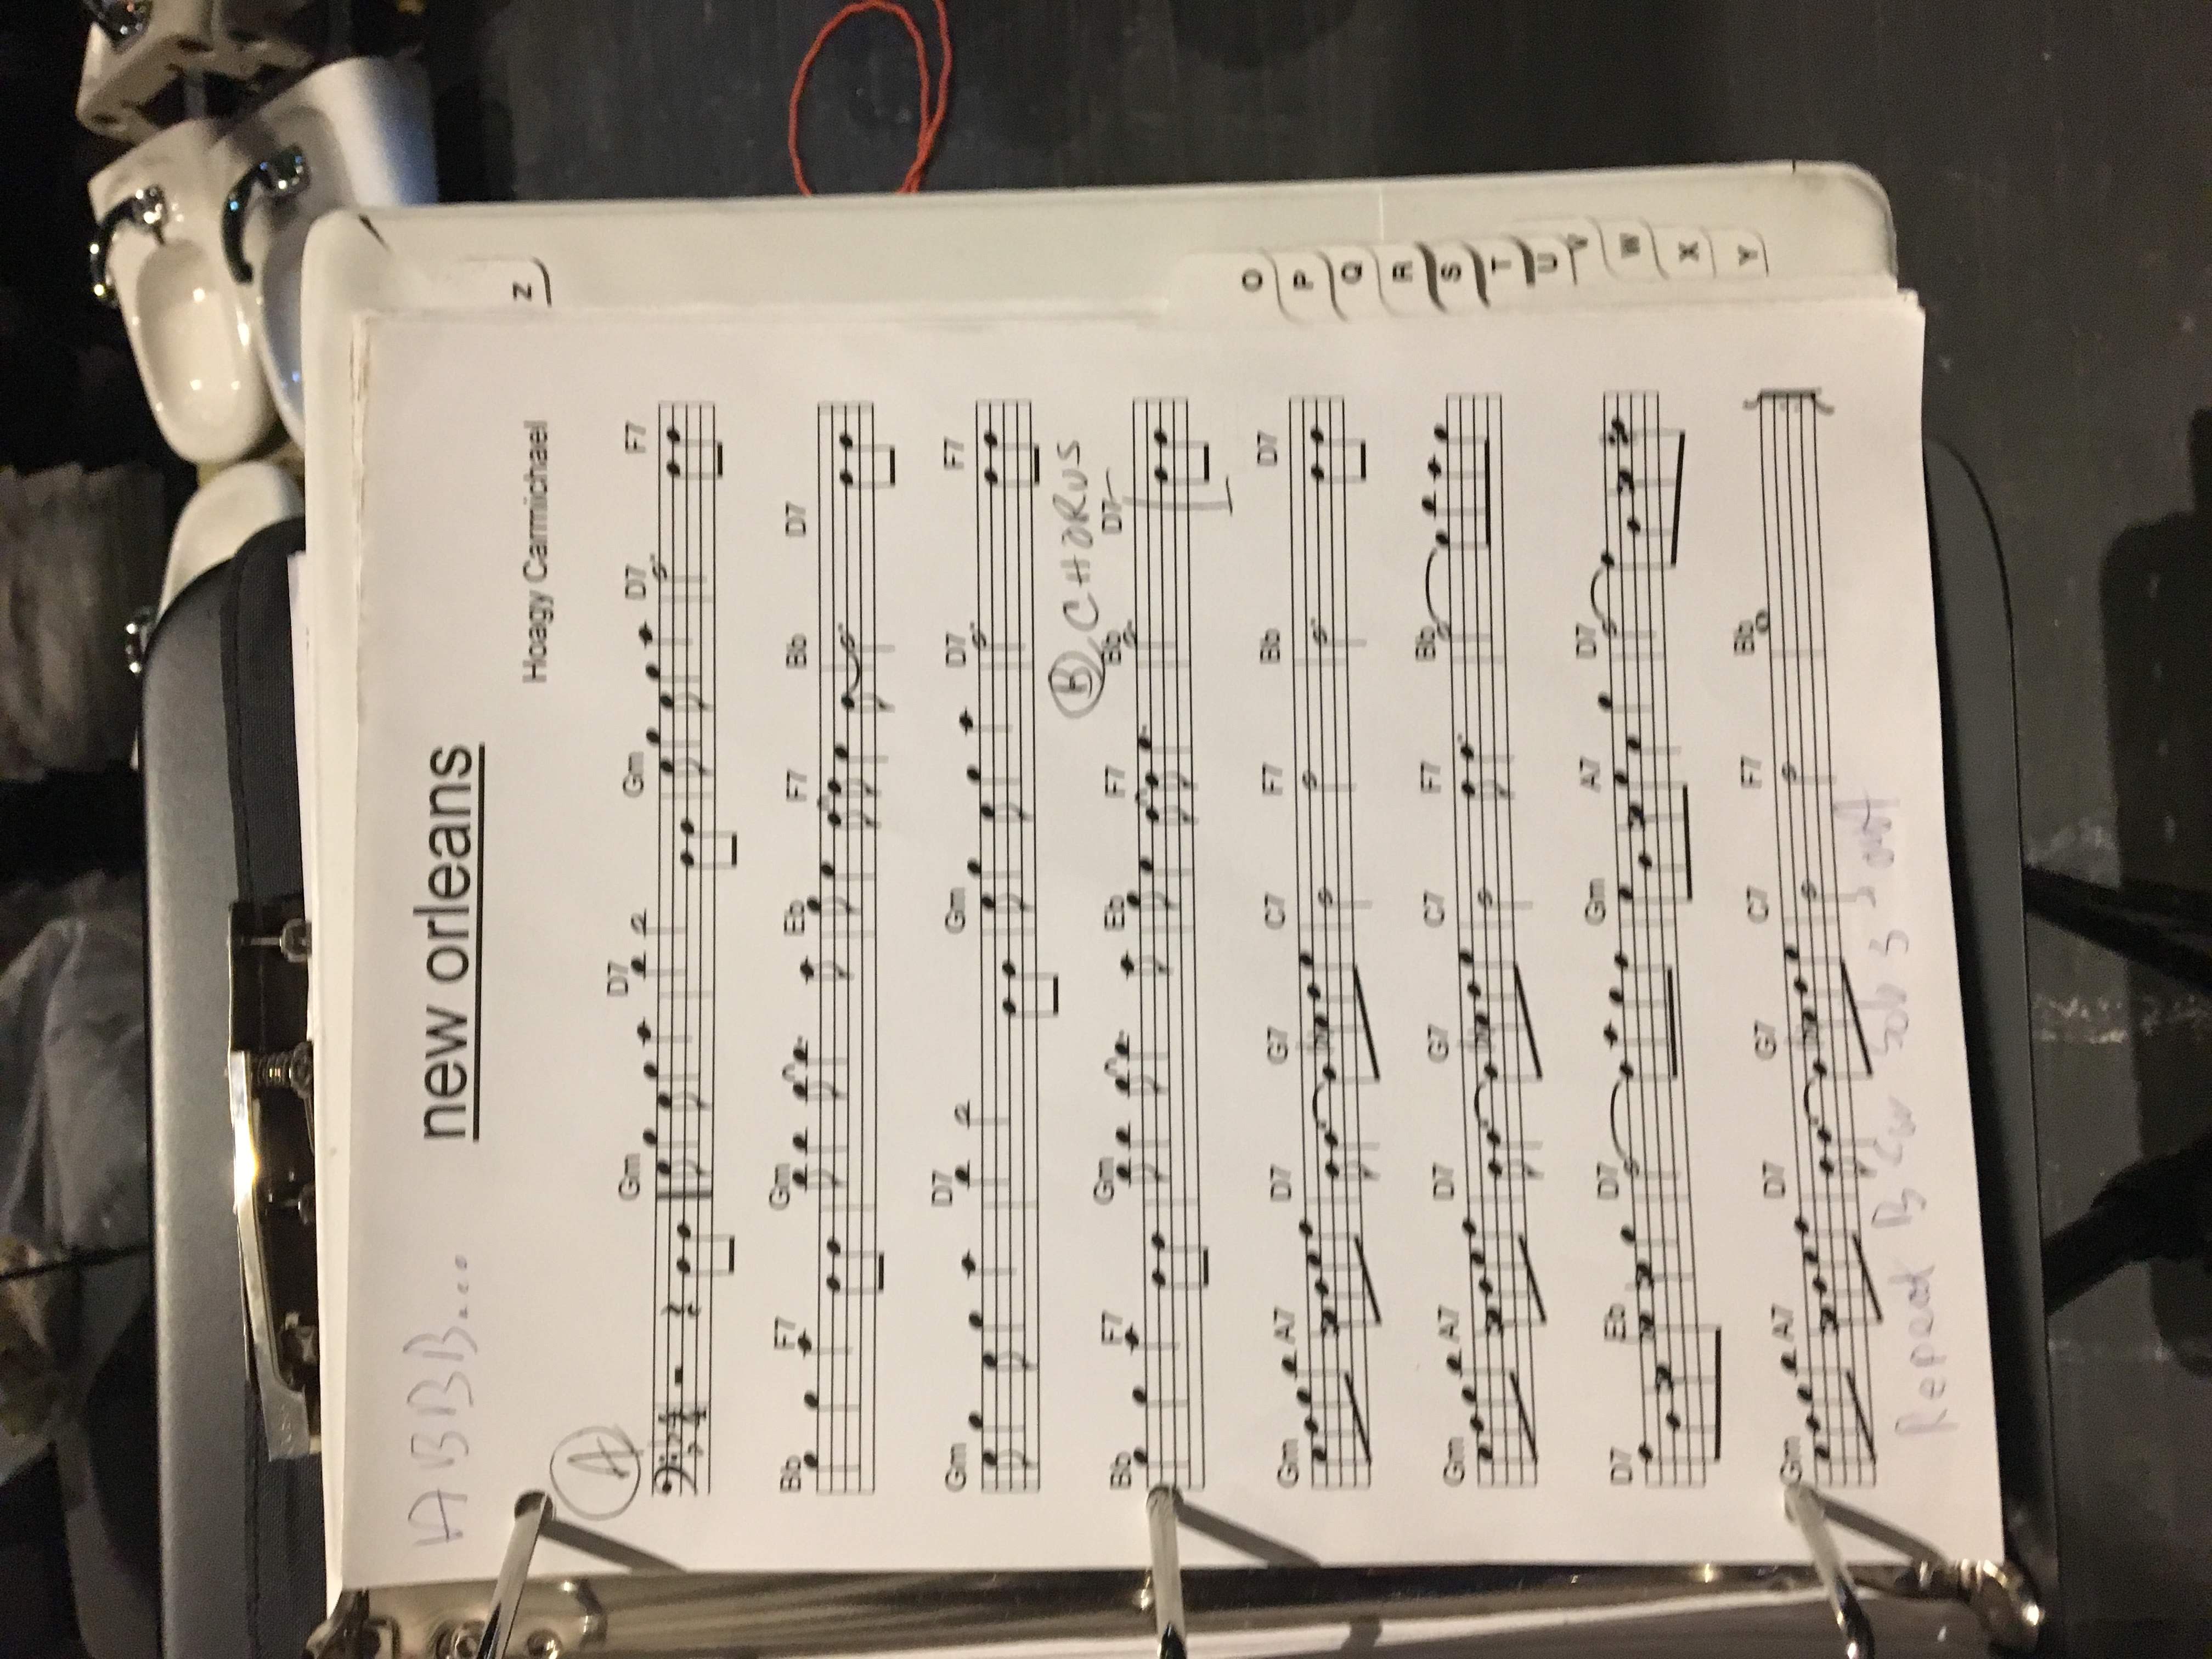 ABBB...
new orleans
Hoagy Carmichael
Z
A
Gm D7 Gm D7 F7
Bb F7 Gm Eb F7 Bb D7
Gm D7 Gm D7 F7
B CHORUS
Bb F7 Gm Eb F7 Bb D7
Gm A7 D7 G7 C7 F7 Bb D7
Gm A7 D7 G7 C7 F7 Bb
D7 Eb D7 Gm A7 D7
Gm A7 D7 G7 C7 F7 Bb
Repeat B out
O
P
Q
R
S
T
U
V
W
X
Y